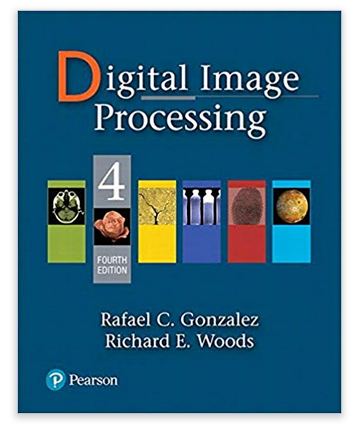 Digital Image
Processing
4
FOURTH
EDITION
Rafael C. Gonzalez
Richard E. Woods
Pearson